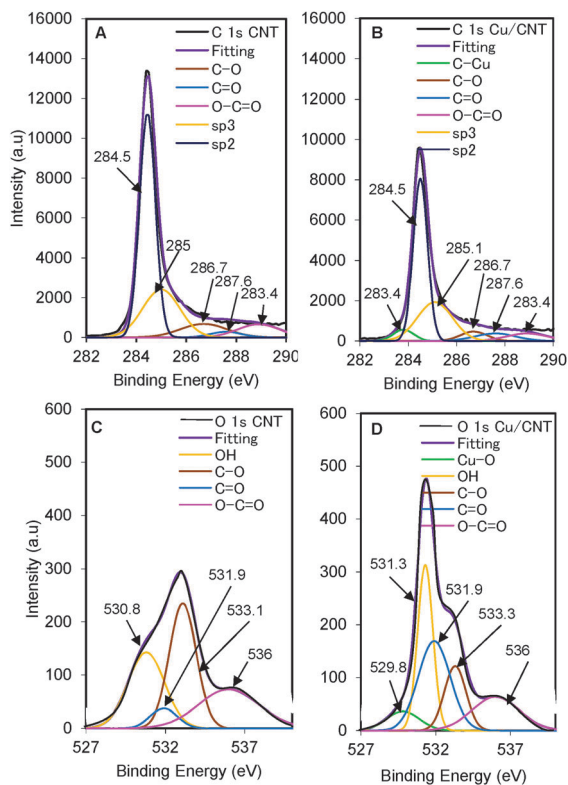 A
C 1s CNT
Fitting
C-O
C=O
O-C=O
sp3
sp2
16000
14000
12000
10000
8000
6000
4000
2000
0
Intensity (a.u)
284.5
285
286.7
287.6
283.4
282 284 286 288 290
Binding Energy (eV)
B
C 1s Cu/CNT
Fitting
C-Cu
C-O
C=O
O-C=O
sp3
sp2
16000
14000
12000
10000
8000
6000
4000
2000
0
284.5
283.4
285.1
286.7
287.6
283.4
282 284 286 288 290
Binding Energy (eV)
C
O 1s CNT
Fitting
OH
C-O
C=O
O-C=O
600
500
400
300
200
100
0
Intensity (a.u)
530.8
531.9
533.1
536
527 532 537
Binding Energy (eV)
D
O 1s Cu/CNT
Fitting
Cu-O
OH
C-O
C=O
O-C=O
600
500
400
300
200
100
0
531.3
529.8
531.9
533.3
536
527 532 537
Binding Energy (eV)